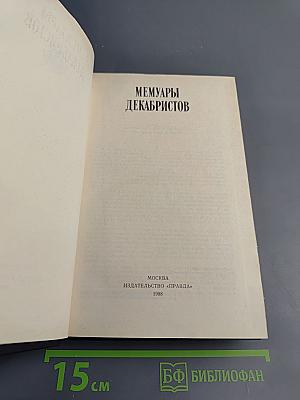 МЕМУАРЫ
ДЕКАБРИСТОВ
МОСКВА
ИЗДАТЕЛЬСТВО «ПРАВДА»
1988
15 см
БФ БИБЛИОФАН